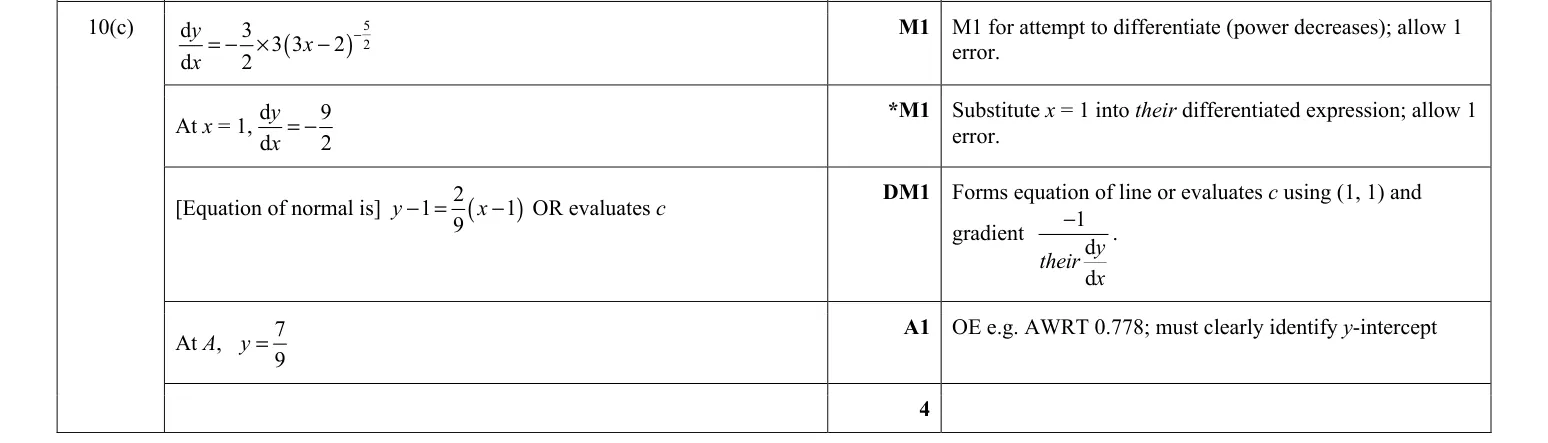 10(c)
dy/dx = −3/2 × 3(3x − 2)^(−5/2)
M1
M1 for attempt to differentiate (power decreases); allow 1
error.
At x = 1, dy/dx = −9/2
*M1
Substitute x = 1 into their differentiated expression; allow 1
error.
[Equation of normal is] y − 1 = 2/9 (x − 1) OR evaluates c
DM1
Forms equation of line or evaluates c using (1, 1) and
gradient −1/(their dy/dx).
At A, y = 7/9
A1
OE e.g. AWRT 0.778; must clearly identify y-intercept
4